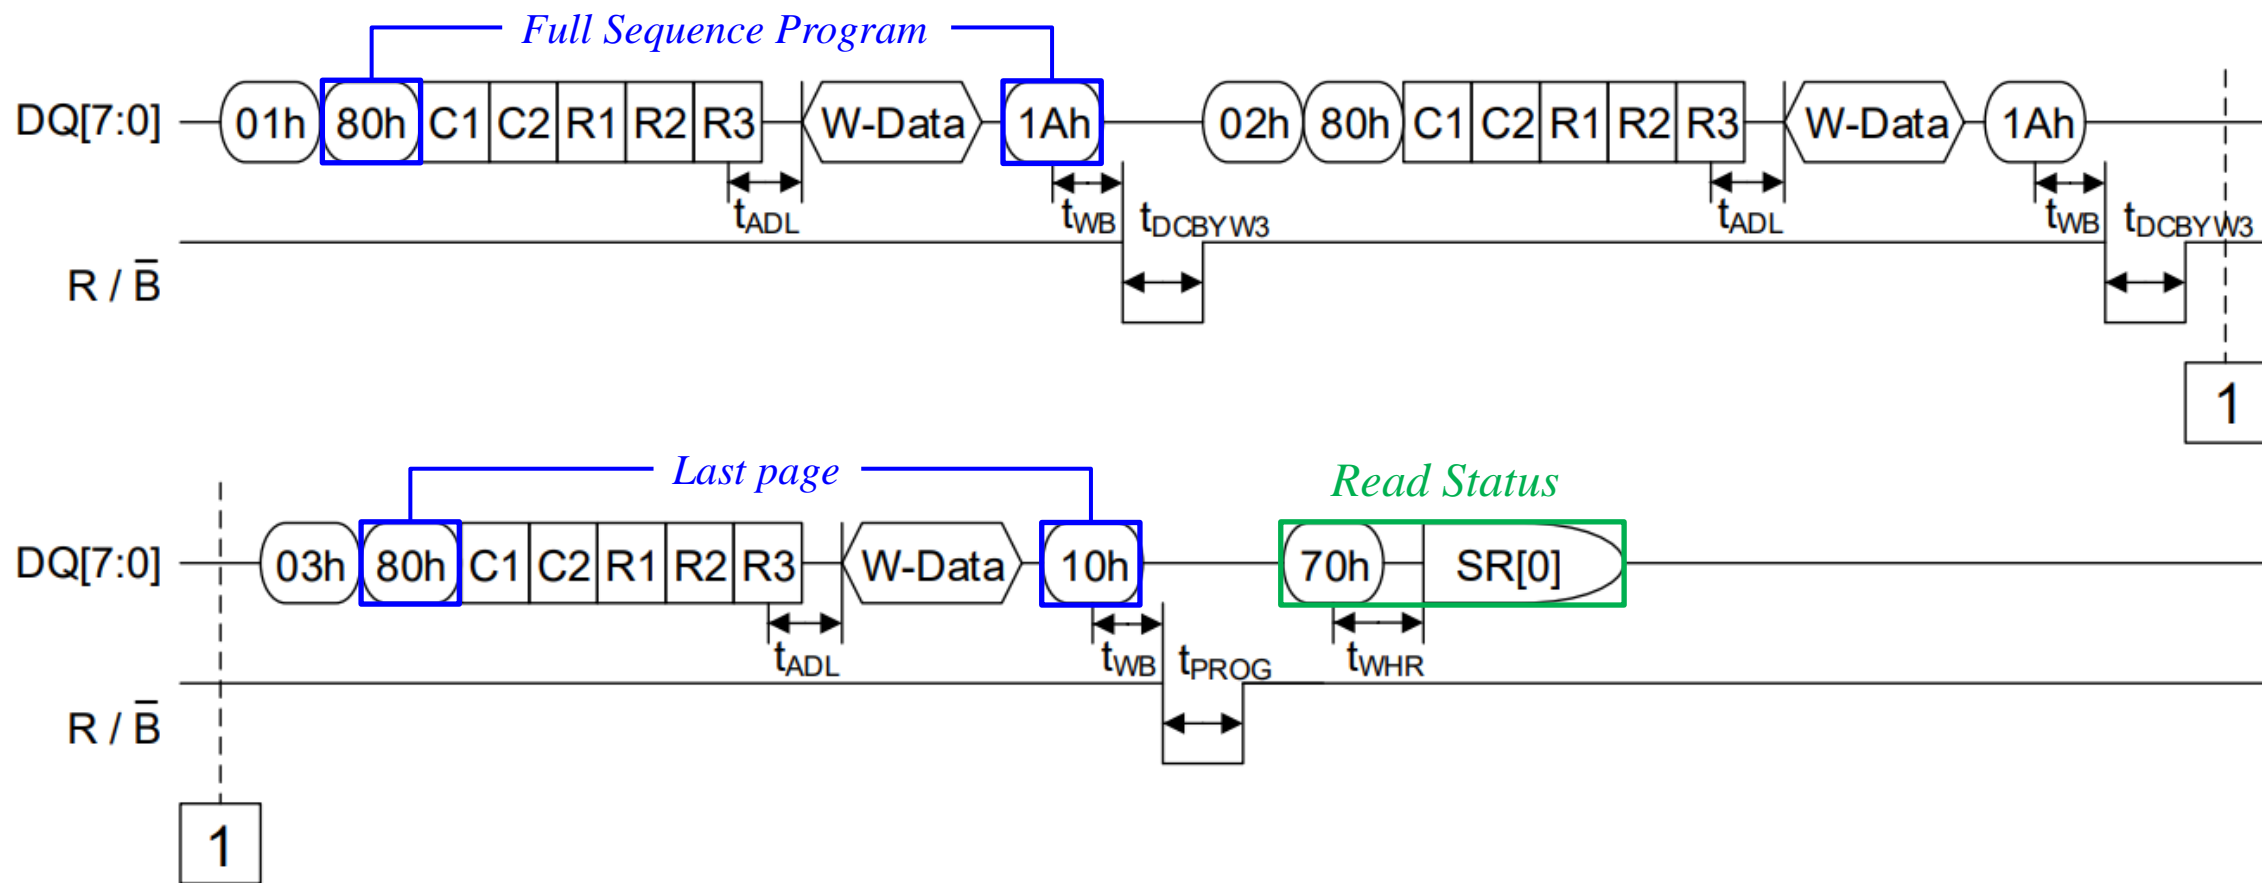 Full Sequence Program
DQ[7:0] 01h 80h C1 C2 R1 R2 R3 W-Data 1Ah 02h 80h C1 C2 R1 R2 R3 W-Data 1Ah
tADL tWB tDCBYW3 tADL tWB tDCBYW3
R / B̅
1
Last page Read Status
DQ[7:0] 03h 80h C1 C2 R1 R2 R3 W-Data 10h 70h SR[0]
tADL tWB tPROG tWHR
R / B̅
1